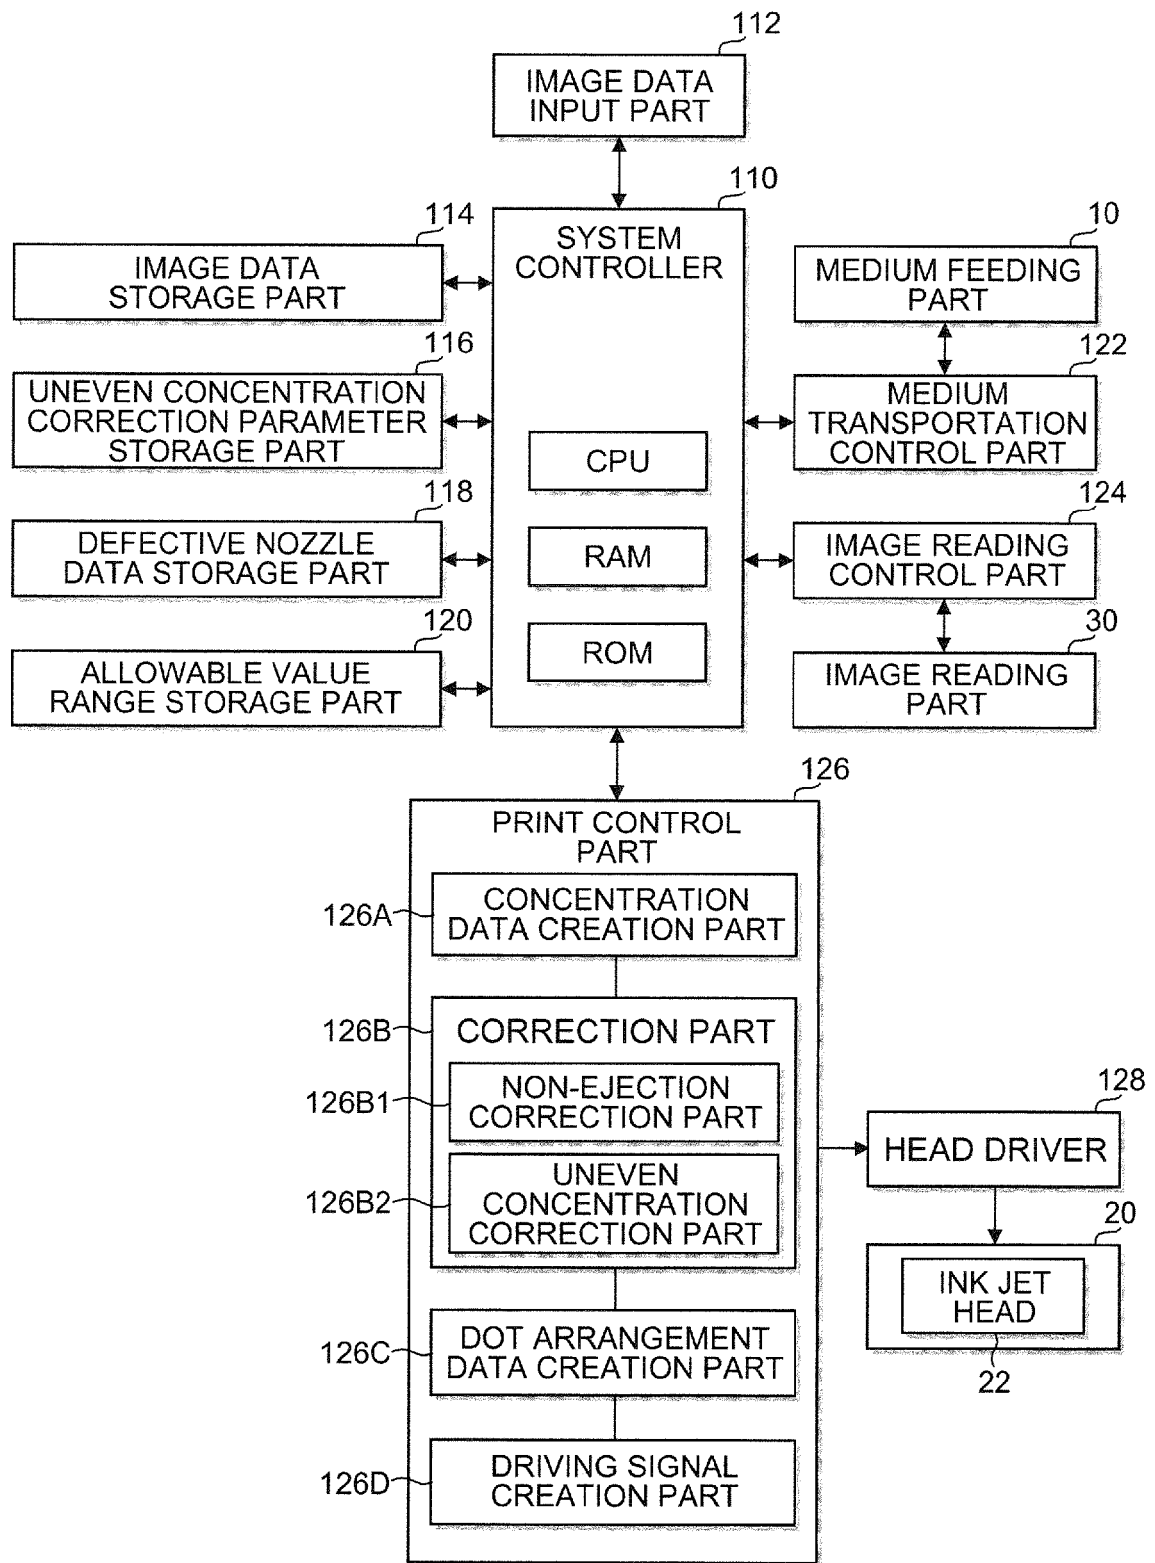 112
IMAGE DATA
INPUT PART
110
SYSTEM
CONTROLLER
CPU
RAM
ROM
114
IMAGE DATA
STORAGE PART
116
UNEVEN CONCENTRATION
CORRECTION PARAMETER
STORAGE PART
118
DEFECTIVE NOZZLE
DATA STORAGE PART
120
ALLOWABLE VALUE
RANGE STORAGE PART
10
MEDIUM FEEDING
PART
122
MEDIUM
TRANSPORTATION
CONTROL PART
124
IMAGE READING
CONTROL PART
30
IMAGE READING
PART
126
PRINT CONTROL
PART
126A
CONCENTRATION
DATA CREATION PART
126B
CORRECTION PART
126B1
NON-EJECTION
CORRECTION PART
126B2
UNEVEN
CONCENTRATION
CORRECTION PART
126C
DOT ARRANGEMENT
DATA CREATION PART
126D
DRIVING SIGNAL
CREATION PART
128
HEAD DRIVER
20
INK JET
HEAD
22